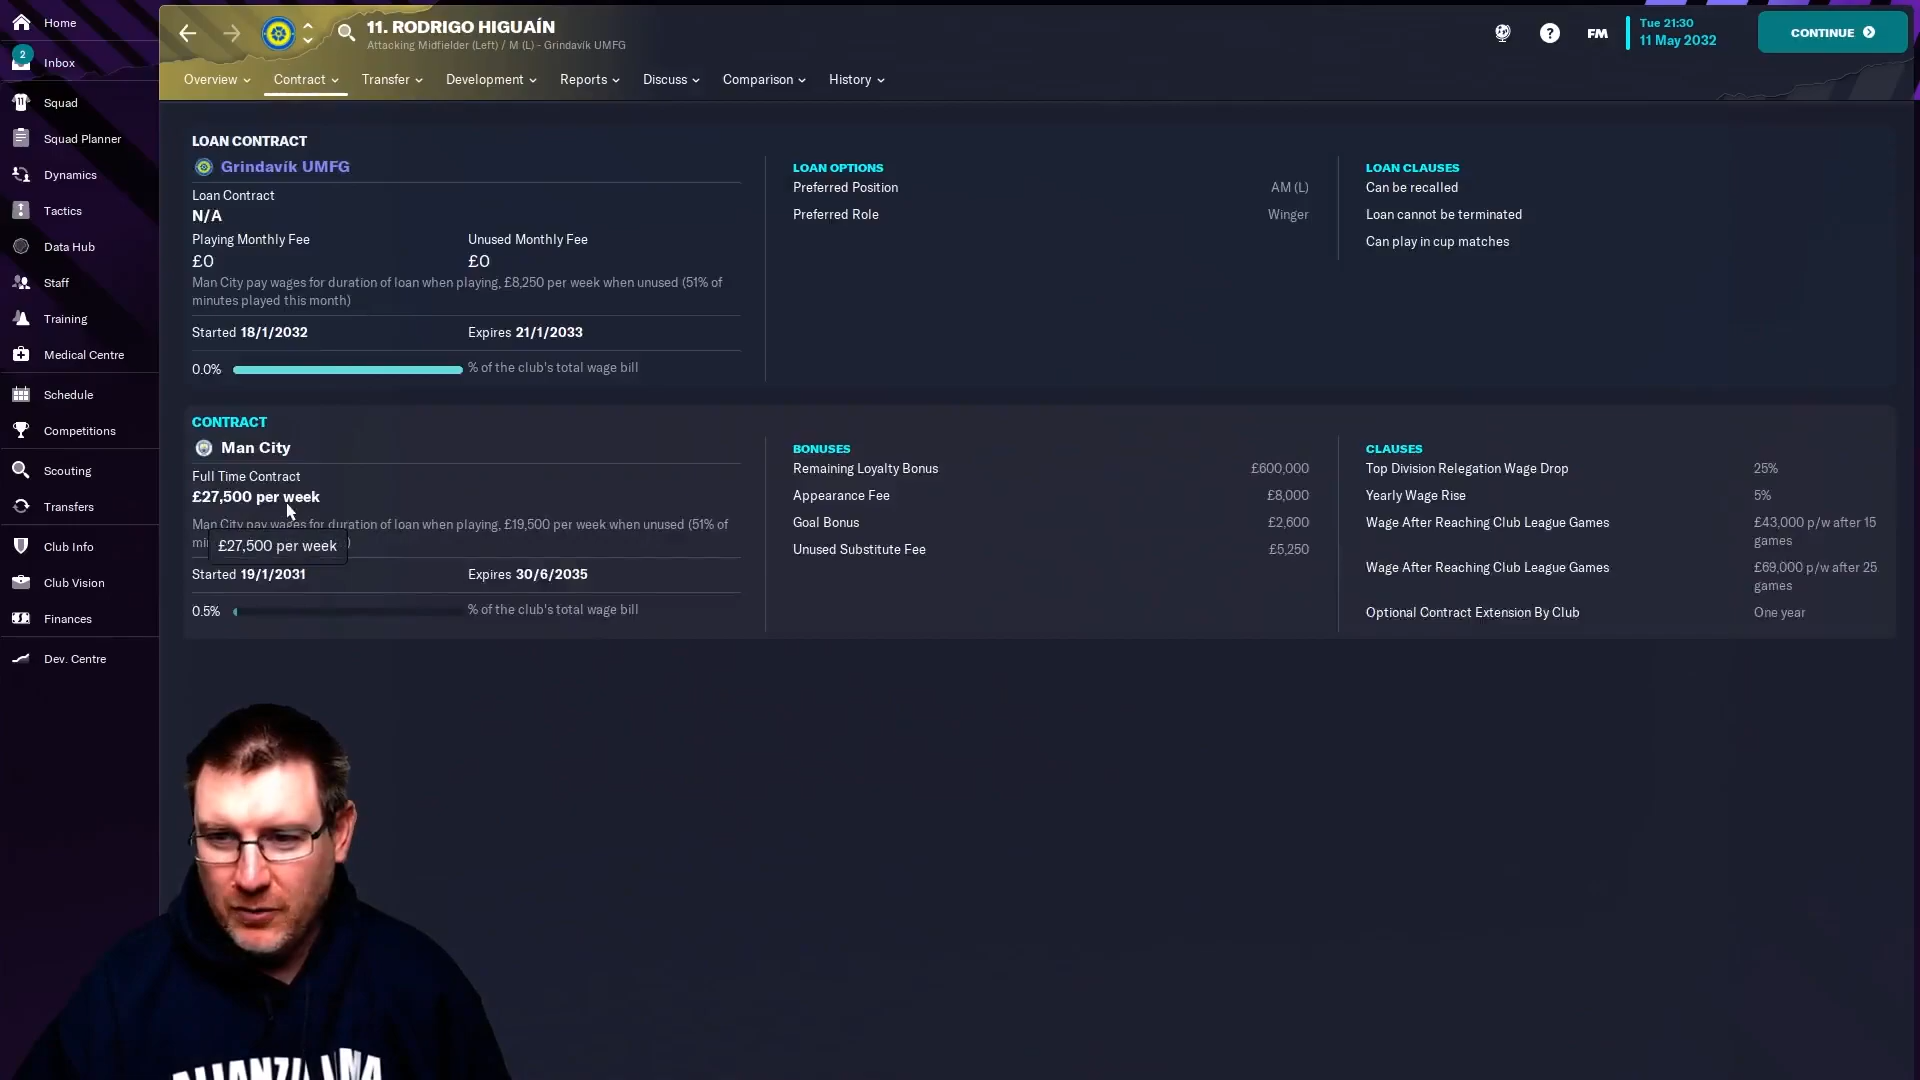 Home
2
Inbox
Squad
Squad Planner
Dynamics
Tactics
Data Hub
Staff
Training
Medical Centre
Schedule
Competitions
Scouting
Transfers
Club Info
Club Vision
Finances
Dev. Centre
11. RODRIGO HIGUAÍN
Attacking Midfielder (Left) / M (L) - Grindavík UMFG
FM
Tue 21:30
11 May 2032
CONTINUE
Overview
Contract
Transfer
Development
Reports
Discuss
Comparison
History
LOAN CONTRACT
Grindavík UMFG
Loan Contract
N/A
Playing Monthly Fee
Unused Monthly Fee
£0
£0
Man City pay wages for duration of loan when playing, £8,250 per week when unused (51% of
minutes played this month)
Started 18/1/2032
Expires 21/1/2033
0.0%
% of the club's total wage bill
LOAN OPTIONS
Preferred Position AM (L)
Preferred Role Winger
LOAN CLAUSES
Can be recalled
Loan cannot be terminated
Can play in cup matches
CONTRACT
Man City
Full Time Contract
£27,500 per week
Man City pay wages for duration of loan when playing, £19,500 per week when unused (51% of
£27,500 per week
Started 19/1/2031
Expires 30/6/2035
0.5%
% of the club's total wage bill
BONUSES
Remaining Loyalty Bonus £600,000
Appearance Fee £8,000
Goal Bonus £2,600
Unused Substitute Fee £5,250
CLAUSES
Top Division Relegation Wage Drop 25%
Yearly Wage Rise 5%
Wage After Reaching Club League Games £43,000 p/w after 15
games
Wage After Reaching Club League Games £69,000 p/w after 25
games
Optional Contract Extension By Club One year
ALIANZA LIMA